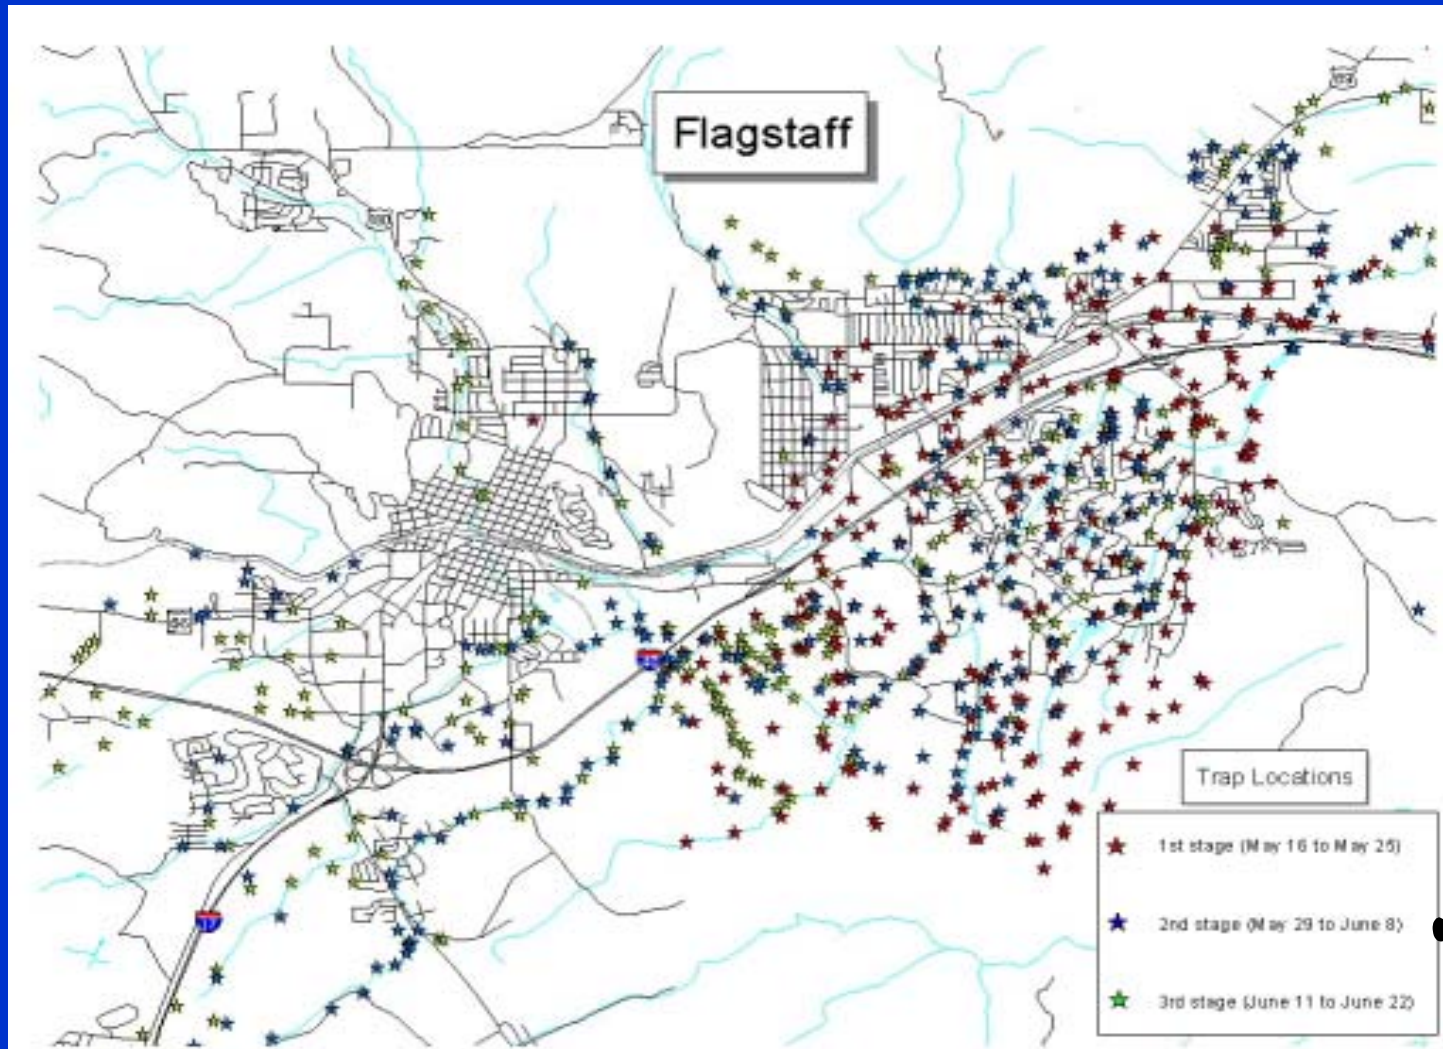 Flagstaff
Trap Locations
1st stage (May 16 to May 25)
2nd stage (May 29 to June 8)
3rd stage (June 11 to June 22)
17